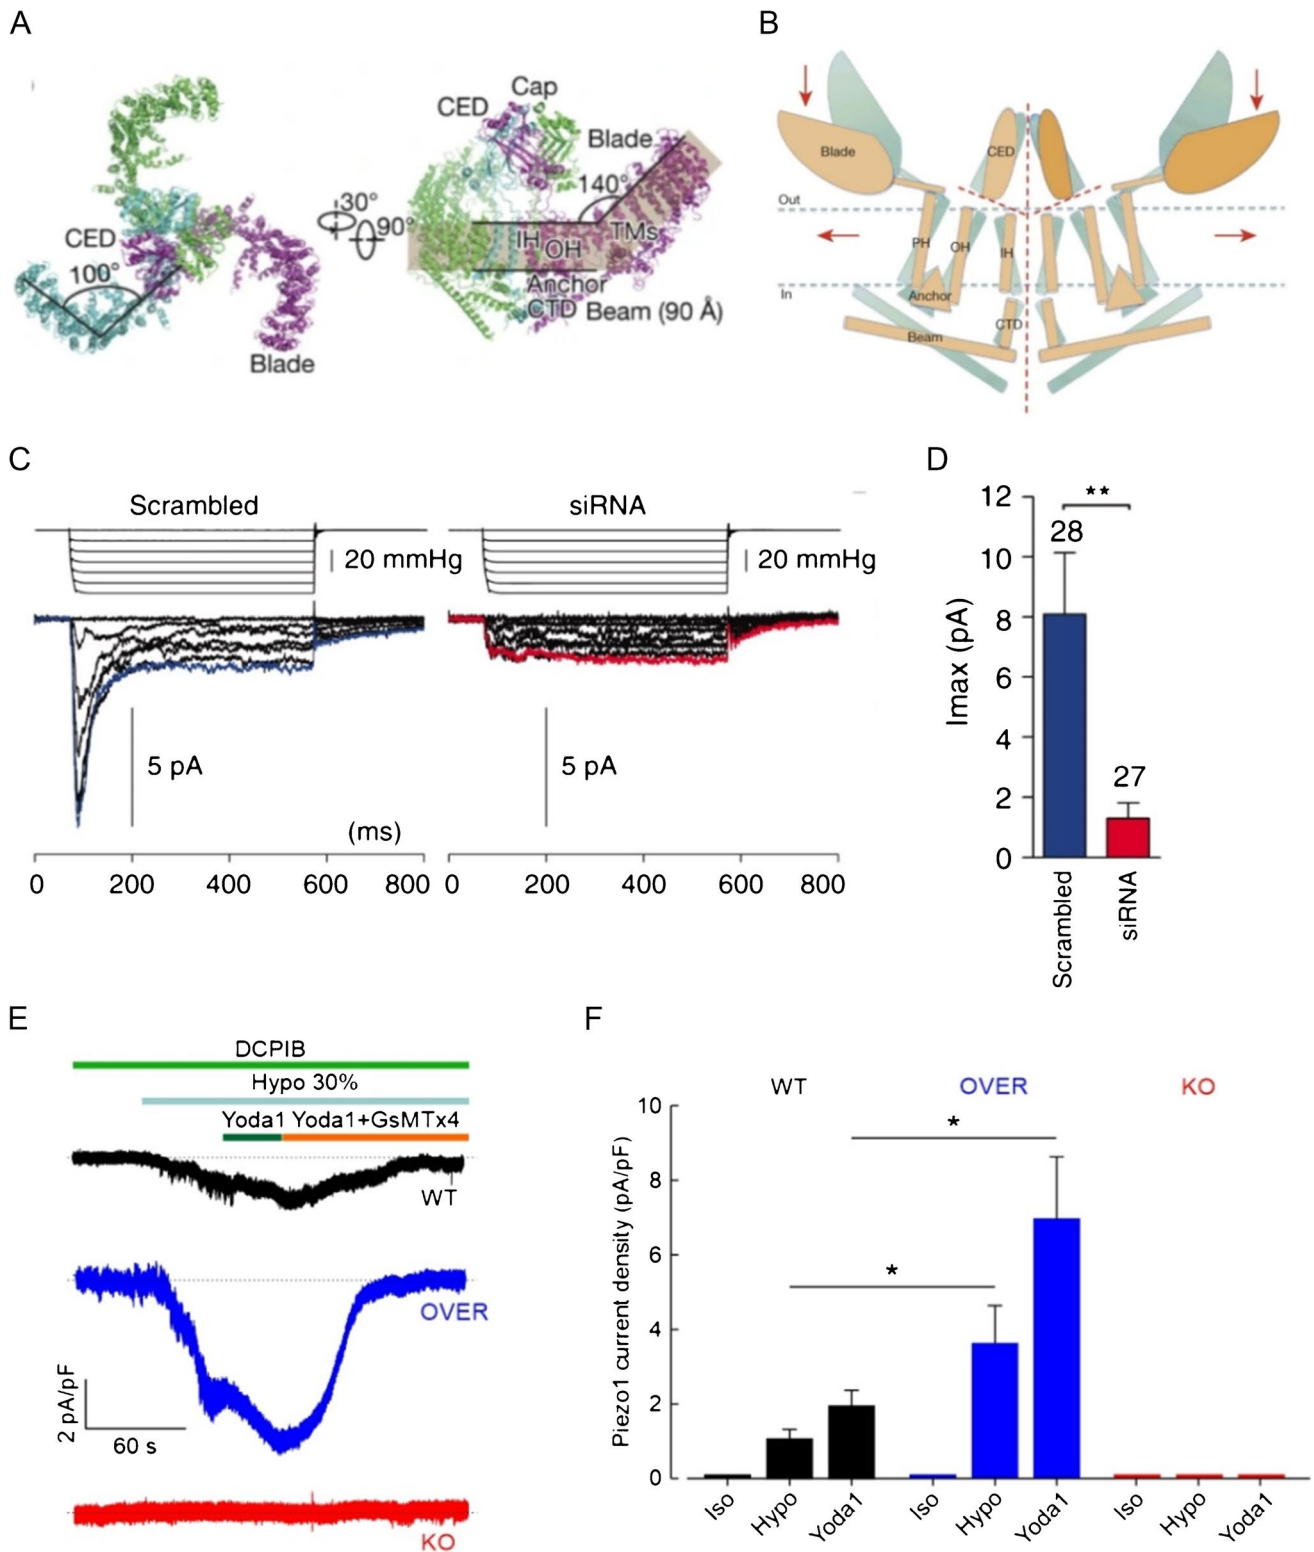 A
B
CED
100°
Blade
30°
90°
Cap
CED
Blade
140°
IH
OH
TMs
Anchor
CTD
Beam (90 Å)
Blade
CED
Out
PH
OH
IH
In
Anchor
CTD
Beam
C
D
Scrambled
siRNA
20 mmHg
20 mmHg
5 pA
5 pA
(ms)
0 200 400 600 800
0 200 400 600 800
12
10
8
6
4
2
0
Imax (pA)
**
28
27
Scrambled
siRNA
E
F
DCPIB
Hypo 30%
Yoda1 Yoda1+GsMTx4
WT
OVER
2 pA/pF
60 s
KO
WT
OVER
KO
10
8
6
4
2
0
Piezo1 current density (pA/pF)
*
*
Iso Hypo Yoda1 Iso Hypo Yoda1 Iso Hypo Yoda1